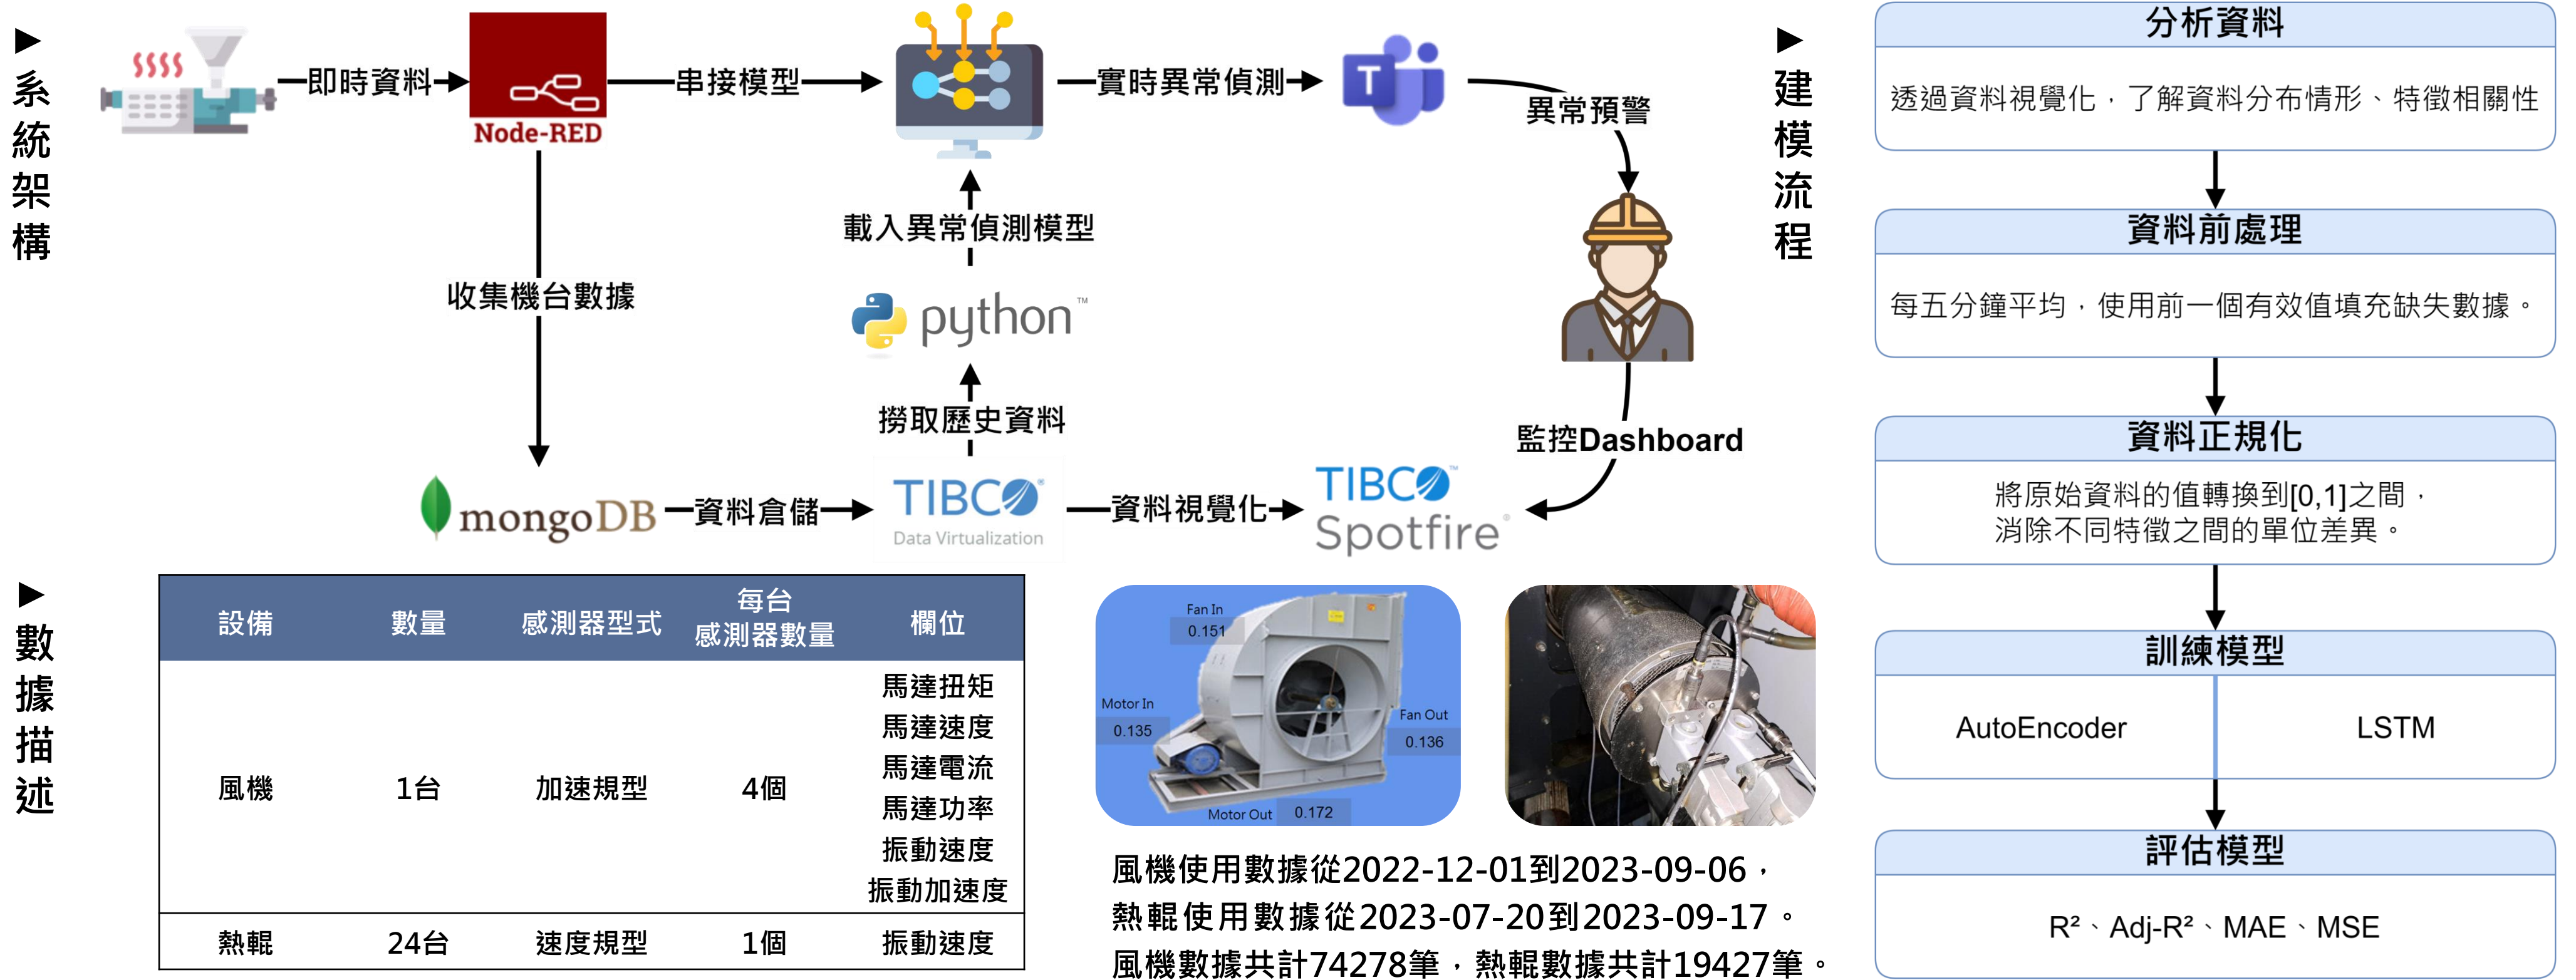 ▶系統架構
即時資料
Node-RED
串接模型
實時異常偵測
T
異常預警
收集機台數據
載入異常偵測模型
python™
撈取歷史資料
監控Dashboard
mongoDB
資料倉儲
TIBCO®
Data Virtualization
資料視覺化
TIBCO™
Spotfire®
▶數據描述
設備 數量 感測器型式 每台 感測器數量 欄位
風機 1台 加速規型 4個
馬達扭矩
馬達速度
馬達電流
馬達功率
振動速度
振動加速度
熱輥 24台 速度規型 1個 振動速度
Fan In
0.151
Motor In
0.135
Fan Out
0.136
Motor Out 0.172
風機使用數據從2022-12-01到2023-09-06，
熱輥使用數據從2023-07-20到2023-09-17。
風機數據共計74278筆，熱輥數據共計19427筆。
▶建模流程
分析資料
透過資料視覺化，了解資料分布情形、特徵相關性
資料前處理
每五分鐘平均，使用前一個有效值填充缺失數據。
資料正規化
將原始資料的值轉換到[0,1]之間，
消除不同特徵之間的單位差異。
訓練模型
AutoEncoder LSTM
評估模型
R²、Adj-R²、MAE、MSE